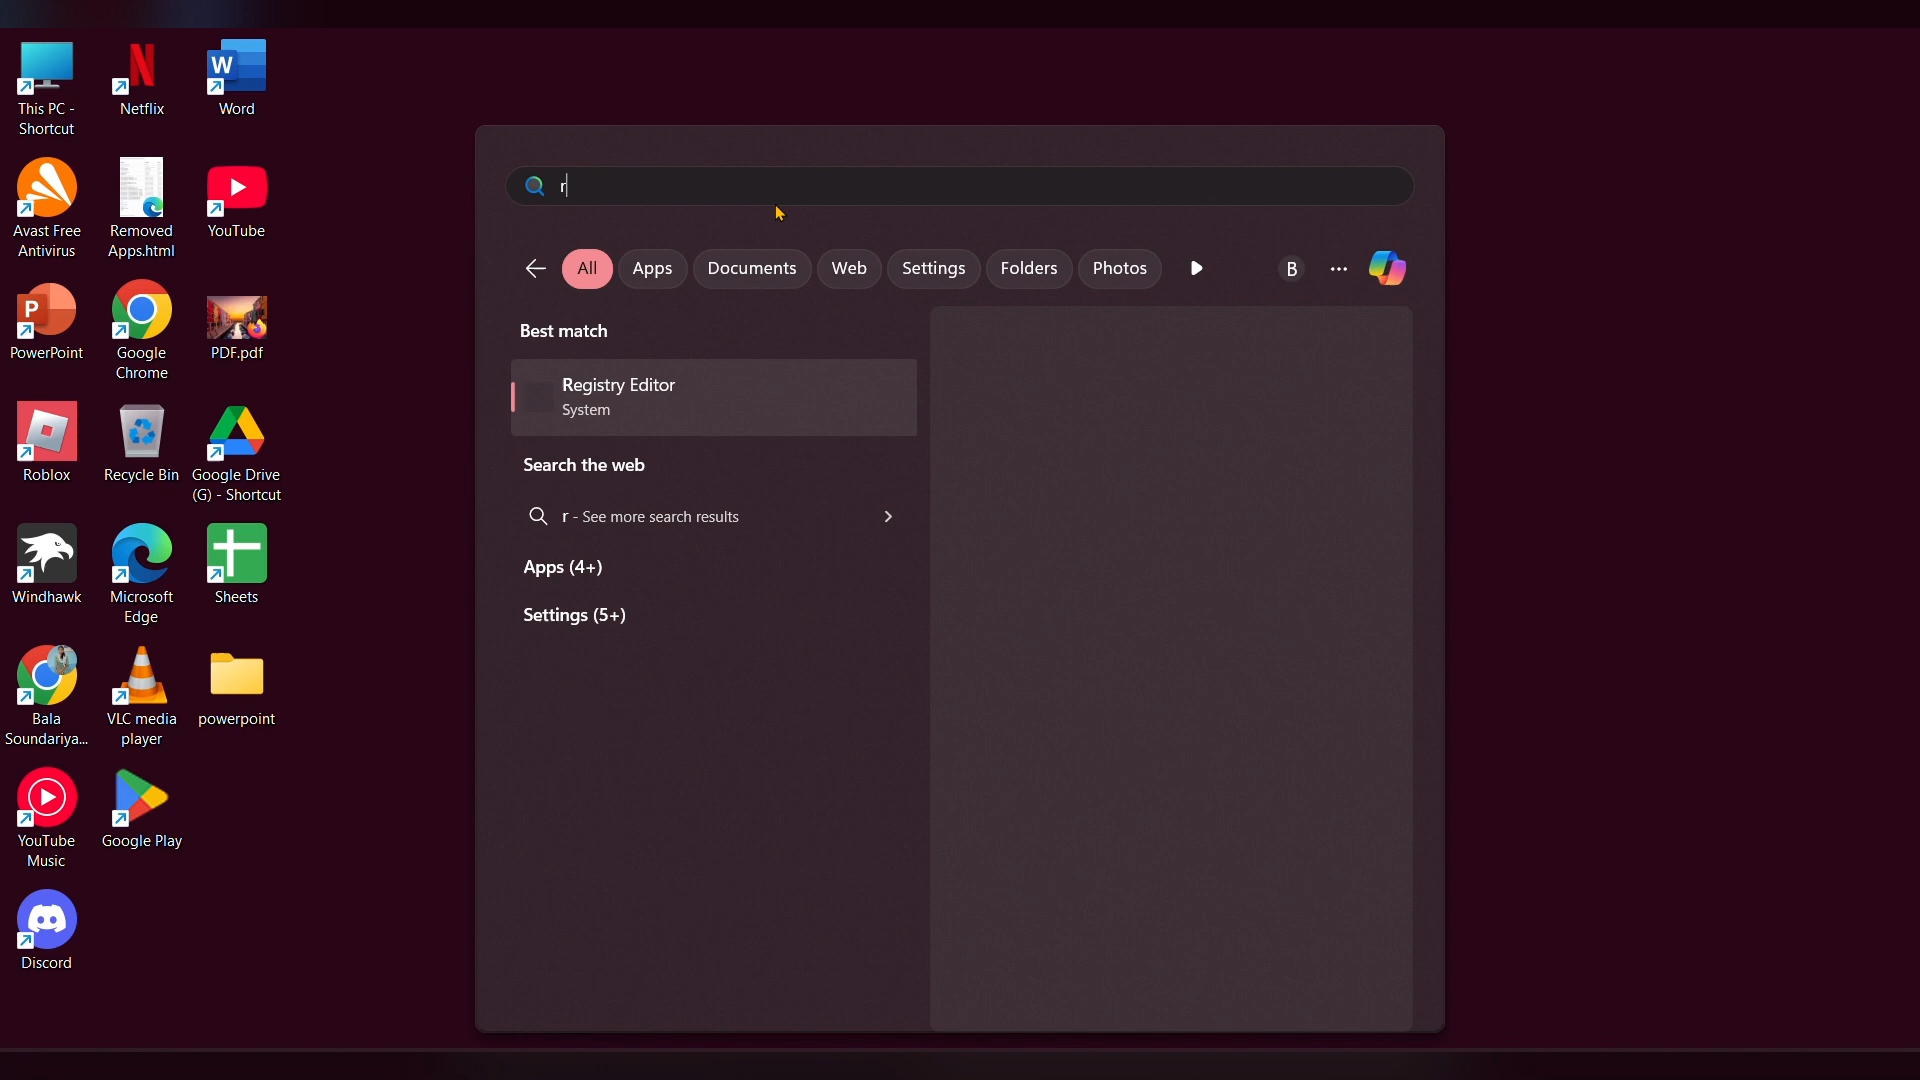 This PC -
Shortcut
Netflix
W
Word
Avast Free
Antivirus
Removed
Apps.html
YouTube
P
PowerPoint
Google
Chrome
PDF.pdf
Roblox
Recycle Bin
Google Drive
(G) - Shortcut
Windhawk
Microsoft
Edge
Sheets
Bala
Soundariya...
VLC media
player
powerpoint
YouTube
Music
Google Play
Discord
r
All
Apps
Documents
Web
Settings
Folders
Photos
B
Best match
Registry Editor
System
Search the web
r - See more search results
Apps (4+)
Settings (5+)